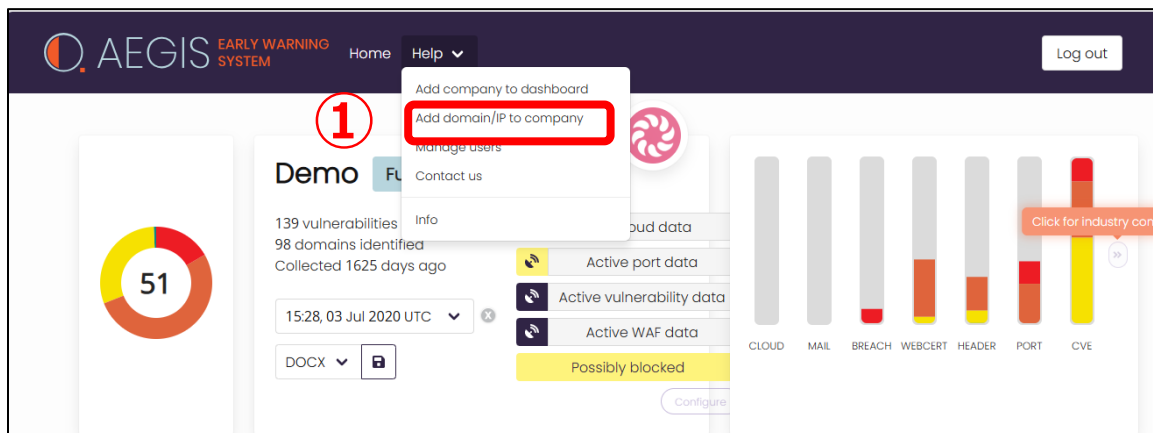 AEGIS EARLY WARNING SYSTEM
Home
Help
Log out
Add company to dashboard
①
Add domain/IP to company
Manage users
Contact us
Info
Demo
139 vulnerabilities
98 domains identified
Collected 1625 days ago
15:28, 03 Jul 2020 UTC
DOCX
51
Active port data
Active vulnerability data
Active WAF data
Possibly blocked
Configure
data
Click for industry
CLOUD
MAIL
BREACH
WEBCERT
HEADER
PORT
CVE